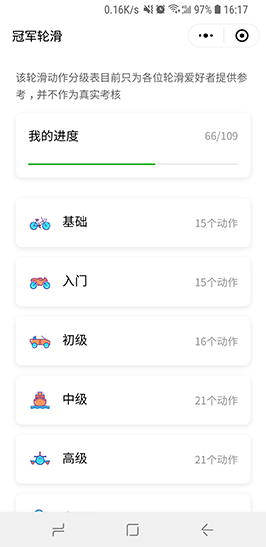 0.16K/s 97% 16:17
冠军轮滑
该轮滑动作分级表目前只为各位轮滑爱好者提供参
考，并不作为真实考核
我的进度 66/109
基础 15个动作
入门 15个动作
初级 16个动作
中级 21个动作
高级 21个动作